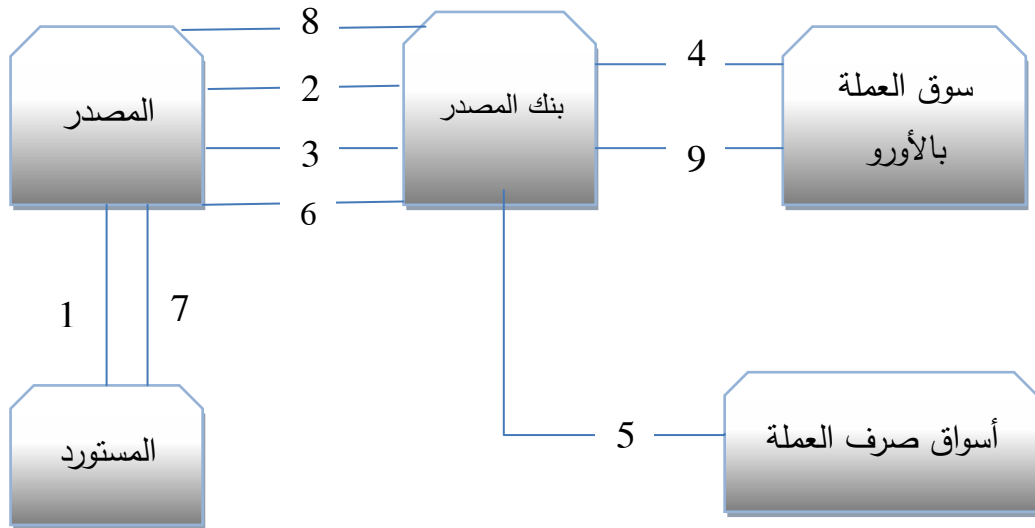 8
المصدر
2
بنك المصدر
3
6
4
9
سوق العملة
بالأورو
1
7
المستورد
5
أسواق صرف العملة